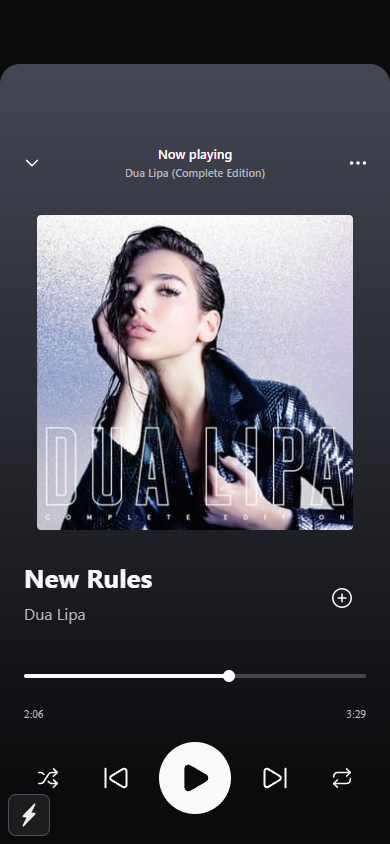 Now playing
Dua Lipa (Complete Edition)
DUA LIPA
COMPLETE EDITION
New Rules
Dua Lipa
2:06
3:29